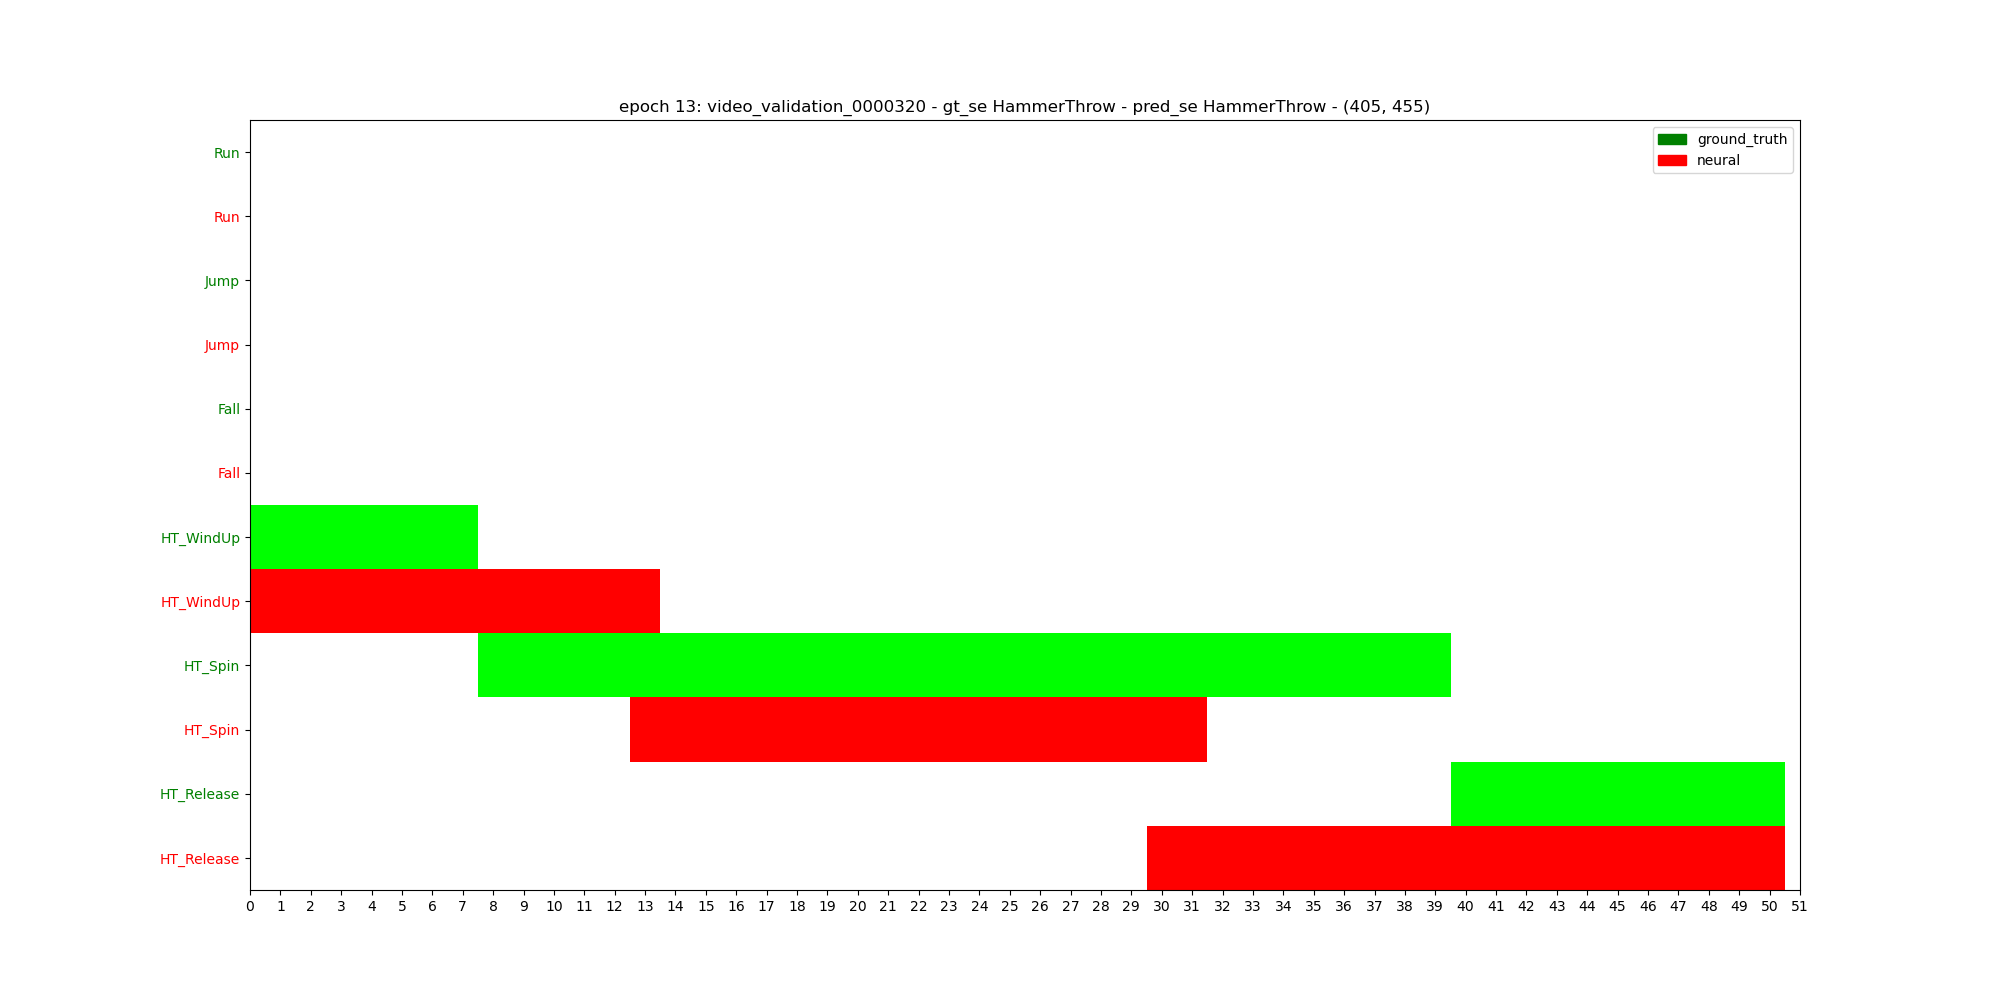 epoch 13: video_validation_0000320 - gt_se HammerThrow - pred_se HammerThrow - (405, 455)
ground_truth
neural
Run
Run
Jump
Jump
Fall
Fall
HT_WindUp
HT_WindUp
HT_Spin
HT_Spin
HT_Release
HT_Release
0 1 2 3 4 5 6 7 8 9 10 11 12 13 14 15 16 17 18 19 20 21 22 23 24 25 26 27 28 29 30 31 32 33 34 35 36 37 38 39 40 41 42 43 44 45 46 47 48 49 50 51